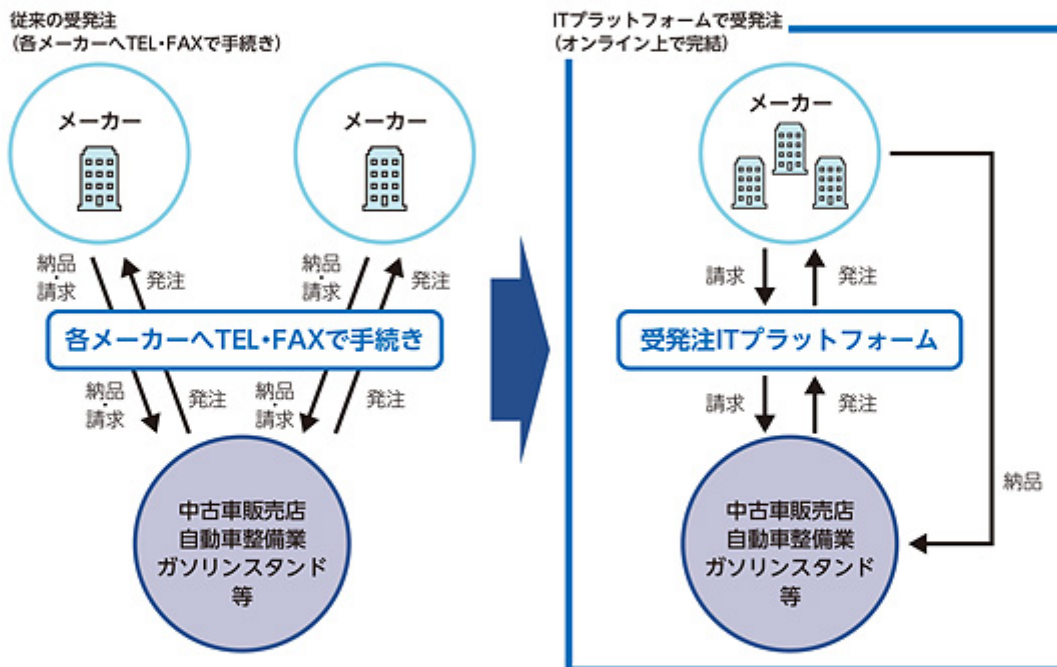 従来の受発注
（各メーカーへTEL・FAXで手続き）
メーカー
メーカー
納品・請求
発注
納品・請求
発注
各メーカーへTEL・FAXで手続き
納品・請求
発注
納品・請求
発注
中古車販売店
自動車整備業
ガソリンスタンド
等
ITプラットフォームで受発注
（オンライン上で完結）
メーカー
請求
発注
受発注ITプラットフォーム
請求
発注
納品
中古車販売店
自動車整備業
ガソリンスタンド
等